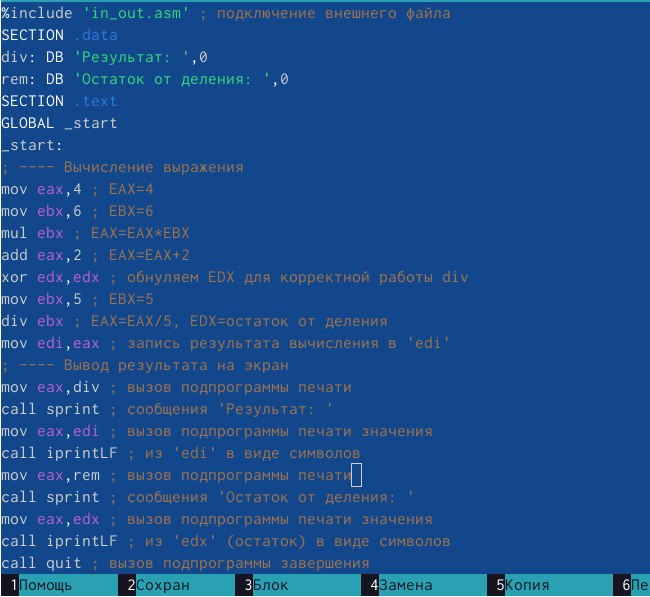 %include 'in_out.asm' ; подключение внешнего файла
SECTION .data
div: DB 'Результат: ',0
rem: DB 'Остаток от деления: ',0
SECTION .text
GLOBAL _start
_start:
; ---- Вычисление выражения
mov eax,4 ; EAX=4
mov ebx,6 ; EBX=6
mul ebx ; EAX=EAX*EBX
add eax,2 ; EAX=EAX+2
xor edx,edx ; обнуляем EDX для корректной работы div
mov ebx,5 ; EBX=5
div ebx ; EAX=EAX/5, EDX=остаток от деления
mov edi,eax ; запись результата вычисления в 'edi'
; ---- Вывод результата на экран
mov eax,div ; вызов подпрограммы печати
call sprint ; сообщения 'Результат: '
mov eax,edi ; вызов подпрограммы печати значения
call iprintLF ; из 'edi' в виде символов
mov eax,rem ; вызов подпрограммы печати
call sprint ; сообщения 'Остаток от деления: '
mov eax,edx ; вызов подпрограммы печати значения
call iprintLF ; из 'edx' (остаток) в виде символов
call quit ; вызов подпрограммы завершения
1Помощь 2Сохран 3Блок 4Замена 5Копия 6Пе